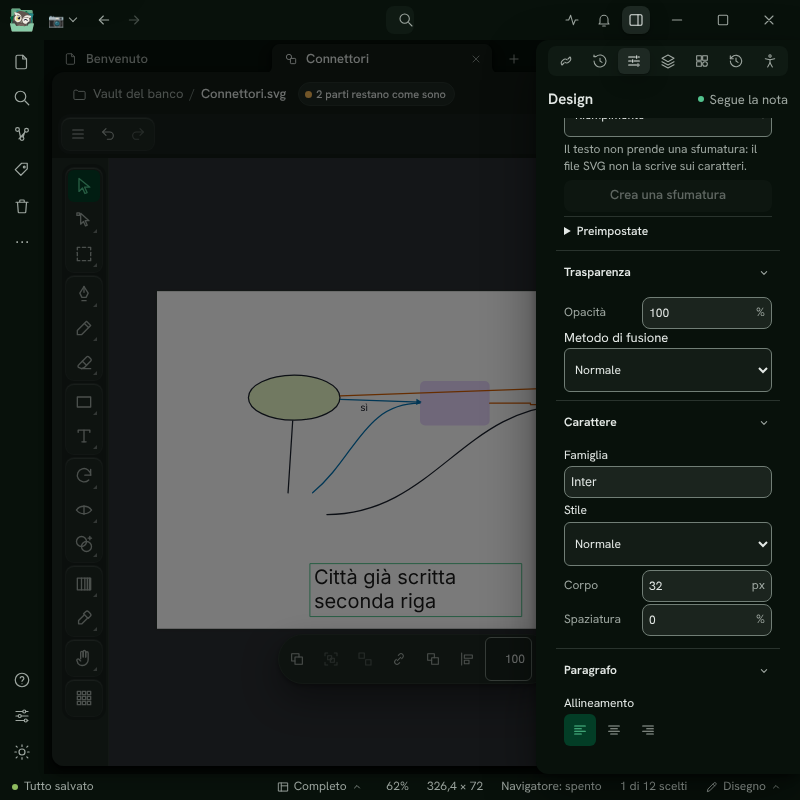 Benvenuto
Connettori
Vault del banco / Connettori.svg
2 parti restano come sono
Design
Segue la nota
Riempimento
Il testo non prende una sfumatura: il
file SVG non la scrive sui caratteri.
Crea una sfumatura
Preimpostate
Trasparenza
Opacità
100 %
Metodo di fusione
Normale
Carattere
Famiglia
Inter
Stile
Normale
Corpo
32 px
Spaziatura
0 %
Paragrafo
Allineamento
sì
Città già scritta
seconda riga
100
Tutto salvato
Completo
62%
326,4 × 72
Navigatore: spento
1 di 12 scelti
Disegno